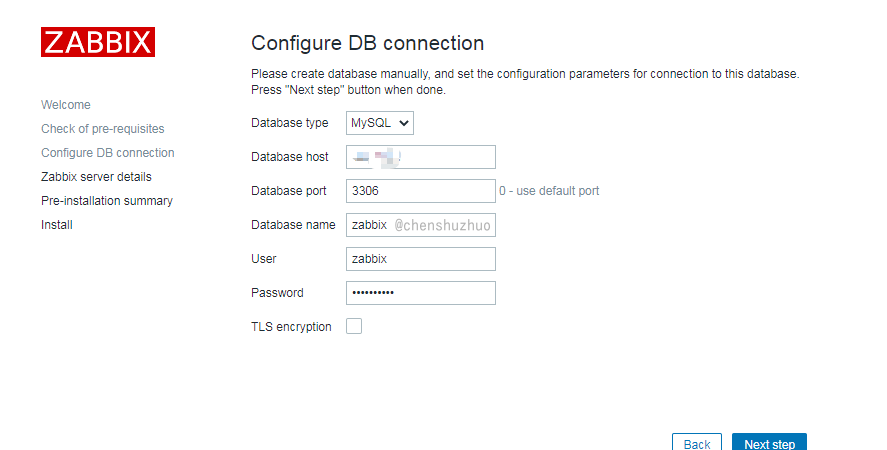 ZABBIX
Welcome
Check of pre-requisites
Configure DB connection
Zabbix server details
Pre-installation summary
Install
Configure DB connection
Please create database manually, and set the configuration parameters for connection to this database.
Press "Next step" button when done.
Database type MySQL
Database host
Database port 3306 0 - use default port
Database name zabbix @chenshuzhuo
User zabbix
Password ••••••••••
TLS encryption
Back Next step